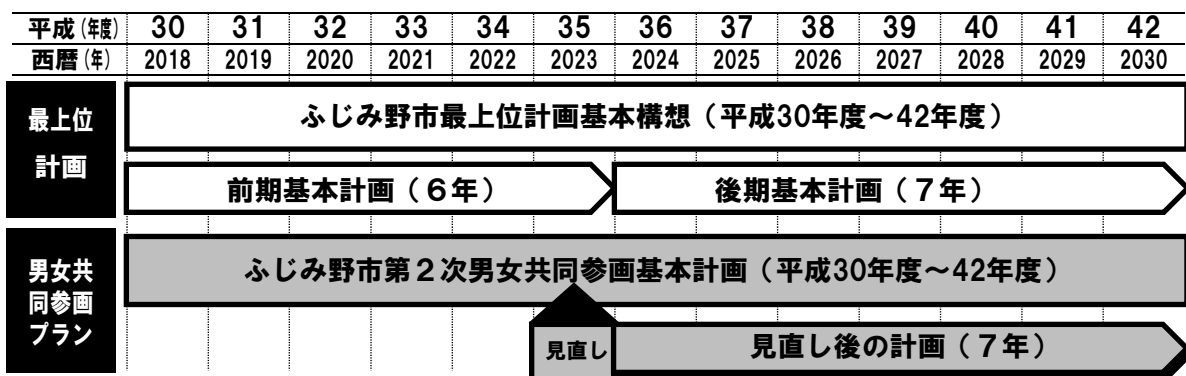 平成(年度) 30 31 32 33 34 35 36 37 38 39 40 41 42
西暦(年) 2018 2019 2020 2021 2022 2023 2024 2025 2026 2027 2028 2029 2030
最上位
計画
ふじみ野市最上位計画基本構想（平成30年度～42年度）
前期基本計画（６年） 後期基本計画（７年）
男女共
同参画
プラン
ふじみ野市第２次男女共同参画基本計画（平成30年度～42年度）
見直し 見直し後の計画（７年）